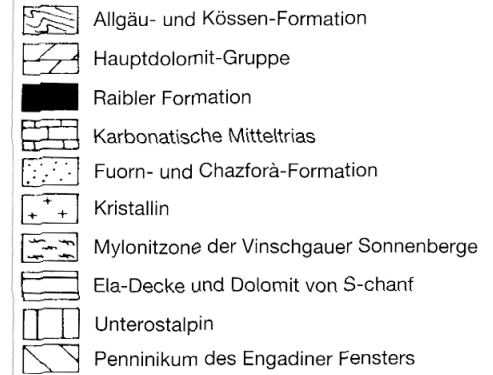 Allgäu- und Kössen-Formation
Hauptdolomit-Gruppe
Raibler Formation
Karbonatische Mitteltrias
Fuorn- und Chazforà-Formation
Kristallin
Mylonitzone der Vinschgauer Sonnenberge
Ela-Decke und Dolomit von S-chanf
Unterostalpin
Penninikum des Engadiner Fensters